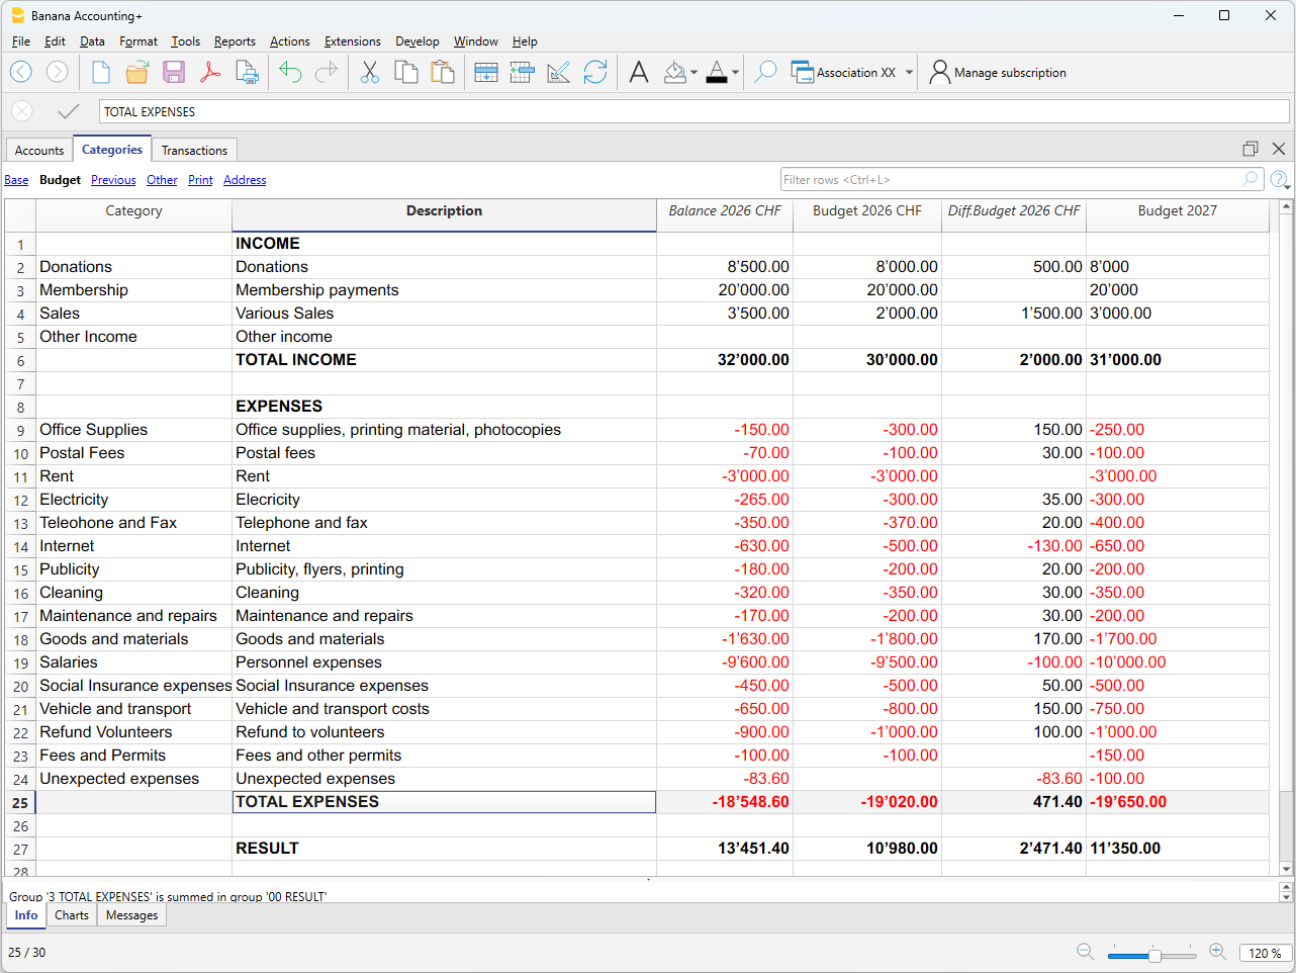 Banana Accounting+
File Edit Data Format Tools Reports Actions Extensions Develop Window Help
Association XX Manage subscription
TOTAL EXPENSES
Accounts Categories Transactions
Base Budget Previous Other Print Address Filter rows <Ctrl+L>
Category Description Balance 2026 CHF Budget 2026 CHF Diff.Budget 2026 CHF Budget 2027
1 INCOME
2 Donations Donations 8’500.00 8’000.00 500.00 8’000
3 Membership Membership payments 20’000.00 20’000.00 20’000
4 Sales Various Sales 3’500.00 2’000.00 1’500.00 3’000.00
5 Other Income Other income
6 TOTAL INCOME 32’000.00 30’000.00 2’000.00 31’000.00
7
8 EXPENSES
9 Office Supplies Office supplies, printing material, photocopies -150.00 -300.00 150.00 -250.00
10 Postal Fees Postal fees -70.00 -100.00 30.00 -100.00
11 Rent Rent -3’000.00 -3’000.00 -3’000.00
12 Electricity Elecricity -265.00 -300.00 35.00 -300.00
13 Teleohone and Fax Telephone and fax -350.00 -370.00 20.00 -400.00
14 Internet Internet -630.00 -500.00 -130.00 -650.00
15 Publicity Publicity, flyers, printing -180.00 -200.00 20.00 -200.00
16 Cleaning Cleaning -320.00 -350.00 30.00 -350.00
17 Maintenance and repairs Maintenance and repairs -170.00 -200.00 30.00 -200.00
18 Goods and materials Goods and materials -1’630.00 -1’800.00 170.00 -1’700.00
19 Salaries Personnel expenses -9’600.00 -9’500.00 -100.00 -10’000.00
20 Social Insurance expenses Social Insurance expenses -450.00 -500.00 50.00 -500.00
21 Vehicle and transport Vehicle and transport costs -650.00 -800.00 150.00 -750.00
22 Refund Volunteers Refund to volunteers -900.00 -1’000.00 100.00 -1’000.00
23 Fees and Permits Fees and other permits -100.00 -100.00 -150.00
24 Unexpected expenses Unexpected expenses -83.60 -83.60 -100.00
25 TOTAL EXPENSES -18’548.60 -19’020.00 471.40 -19’650.00
26
27 RESULT 13’451.40 10’980.00 2’471.40 11’350.00
28
Group '3 TOTAL EXPENSES' is summed in group '00 RESULT'
Info Charts Messages
25 / 30 120 %